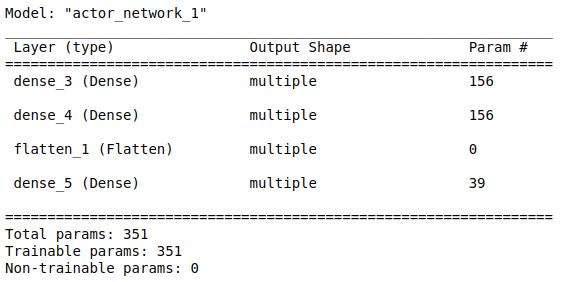 Model: "actor_network_1"
_________________________________________________________________
Layer (type) Output Shape Param #
=================================================================
dense_3 (Dense) multiple 156
dense_4 (Dense) multiple 156
flatten_1 (Flatten) multiple 0
dense_5 (Dense) multiple 39
=================================================================
Total params: 351
Trainable params: 351
Non-trainable params: 0